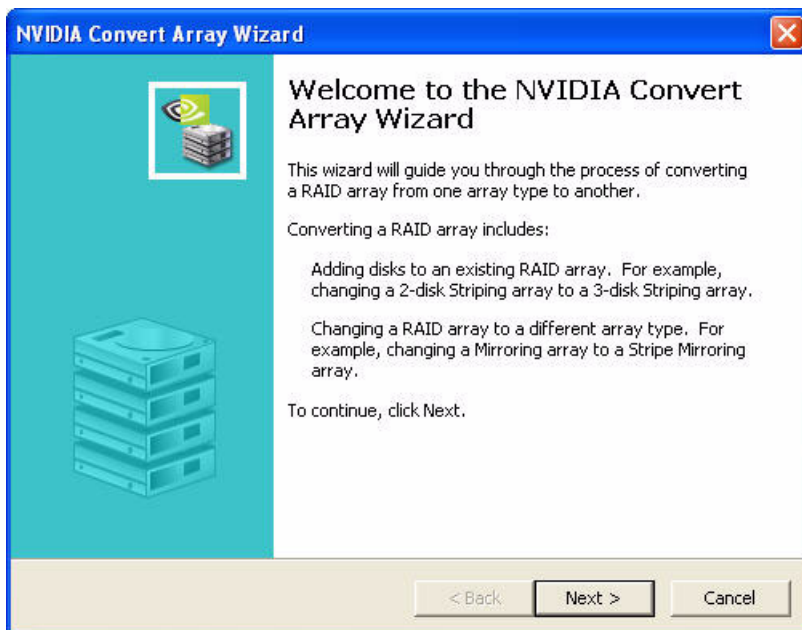 NVIDIA Convert Array Wizard
Welcome to the NVIDIA Convert
Array Wizard
This wizard will guide you through the process of converting
a RAID array from one array type to another.
Converting a RAID array includes:
Adding disks to an existing RAID array.  For example,
changing a 2-disk Striping array to a 3-disk Striping array.
Changing a RAID array to a different array type.  For
example, changing a Mirroring array to a Stripe Mirroring
array.
To continue, click Next.
< Back
Next >
Cancel